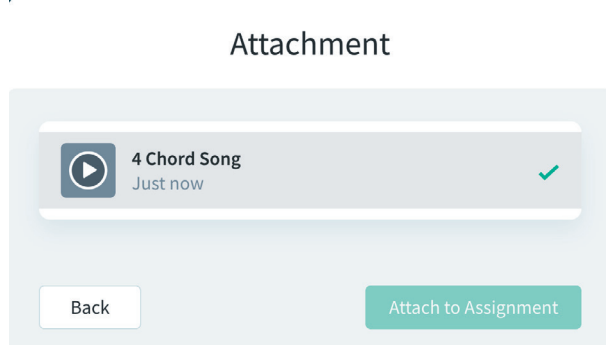 Attachment
4 Chord Song
Just now
Back
Attach to Assignment